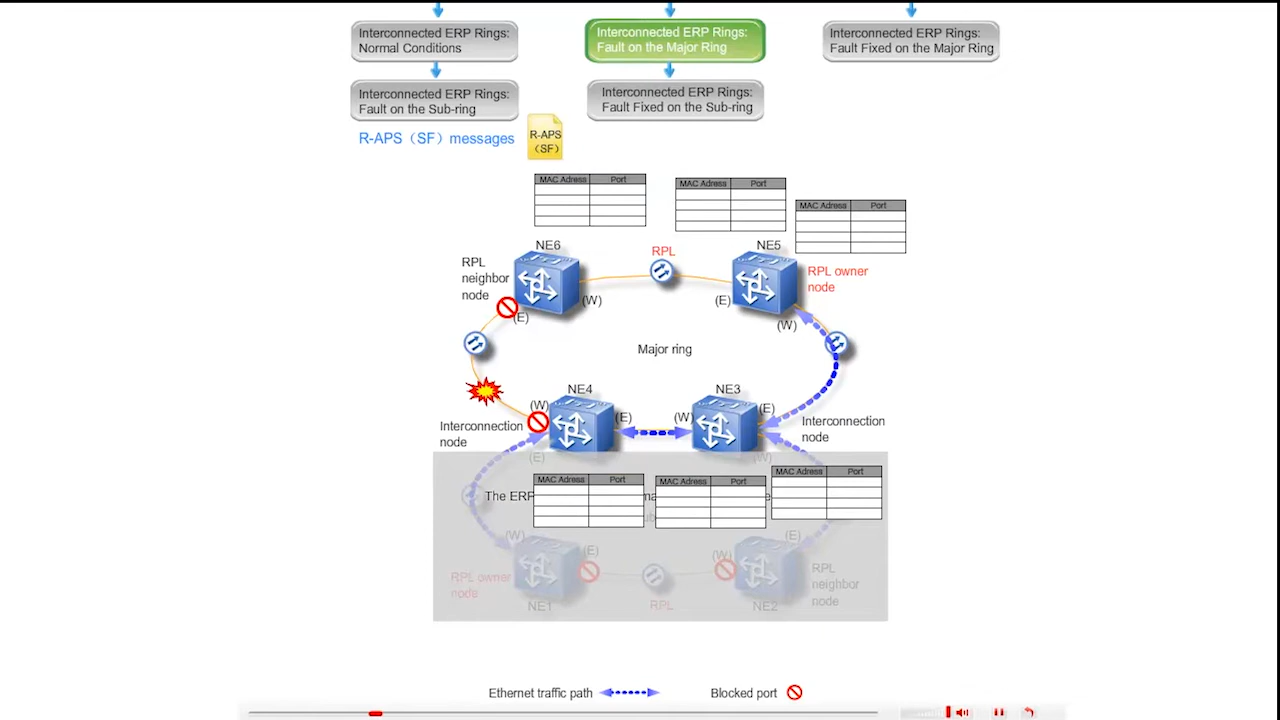 Interconnected ERP Rings:
Normal Conditions
Interconnected ERP Rings:
Fault on the Major Ring
Interconnected ERP Rings:
Fault Fixed on the Major Ring
Interconnected ERP Rings:
Fault on the Sub-ring
Interconnected ERP Rings:
Fault Fixed on the Sub-ring
R-APS（SF）messages
R-APS
（SF）
MAC Adress Port
MAC Adress Port
MAC Adress Port
NE6
RPL
NE5
RPL
neighbor
node
RPL owner
node
(W)
(E)
(E)
(W)
Major ring
NE4
NE3
(W)
(E)
(W)
(E)
Interconnection
node
Interconnection
node
(E)
(W)
MAC Adress Port
MAC Adress Port
MAC Adress Port
The ERP
(W)
(E)
(W)
(E)
RPL owner
node
RPL
neighbor
node
NE1
RPL
NE2
Ethernet traffic path
Blocked port